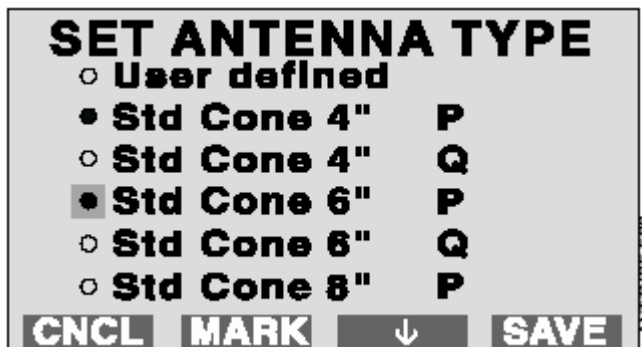 SET ANTENNA TYPE
User defined
Std Cone 4" P
Std Cone 4" Q
Std Cone 6" P
Std Cone 6" Q
Std Cone 8" P
CNCL MARK ↓ SAVE